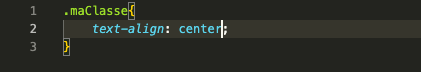 1 .maClasse{
2     text-align: center;
3 }